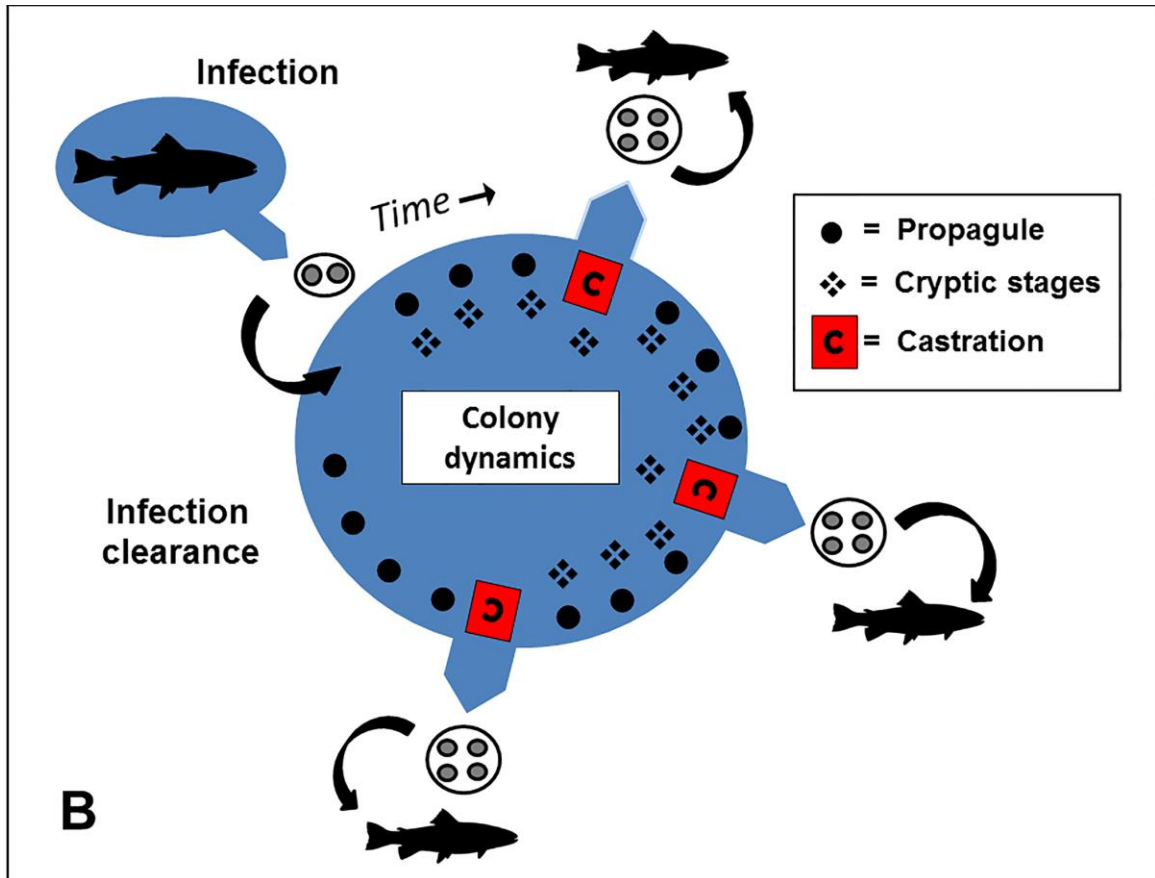 Infection
Time →
C
= Propagule
= Cryptic stages
C = Castration
Colony
dynamics
C
Infection
clearance
C
B